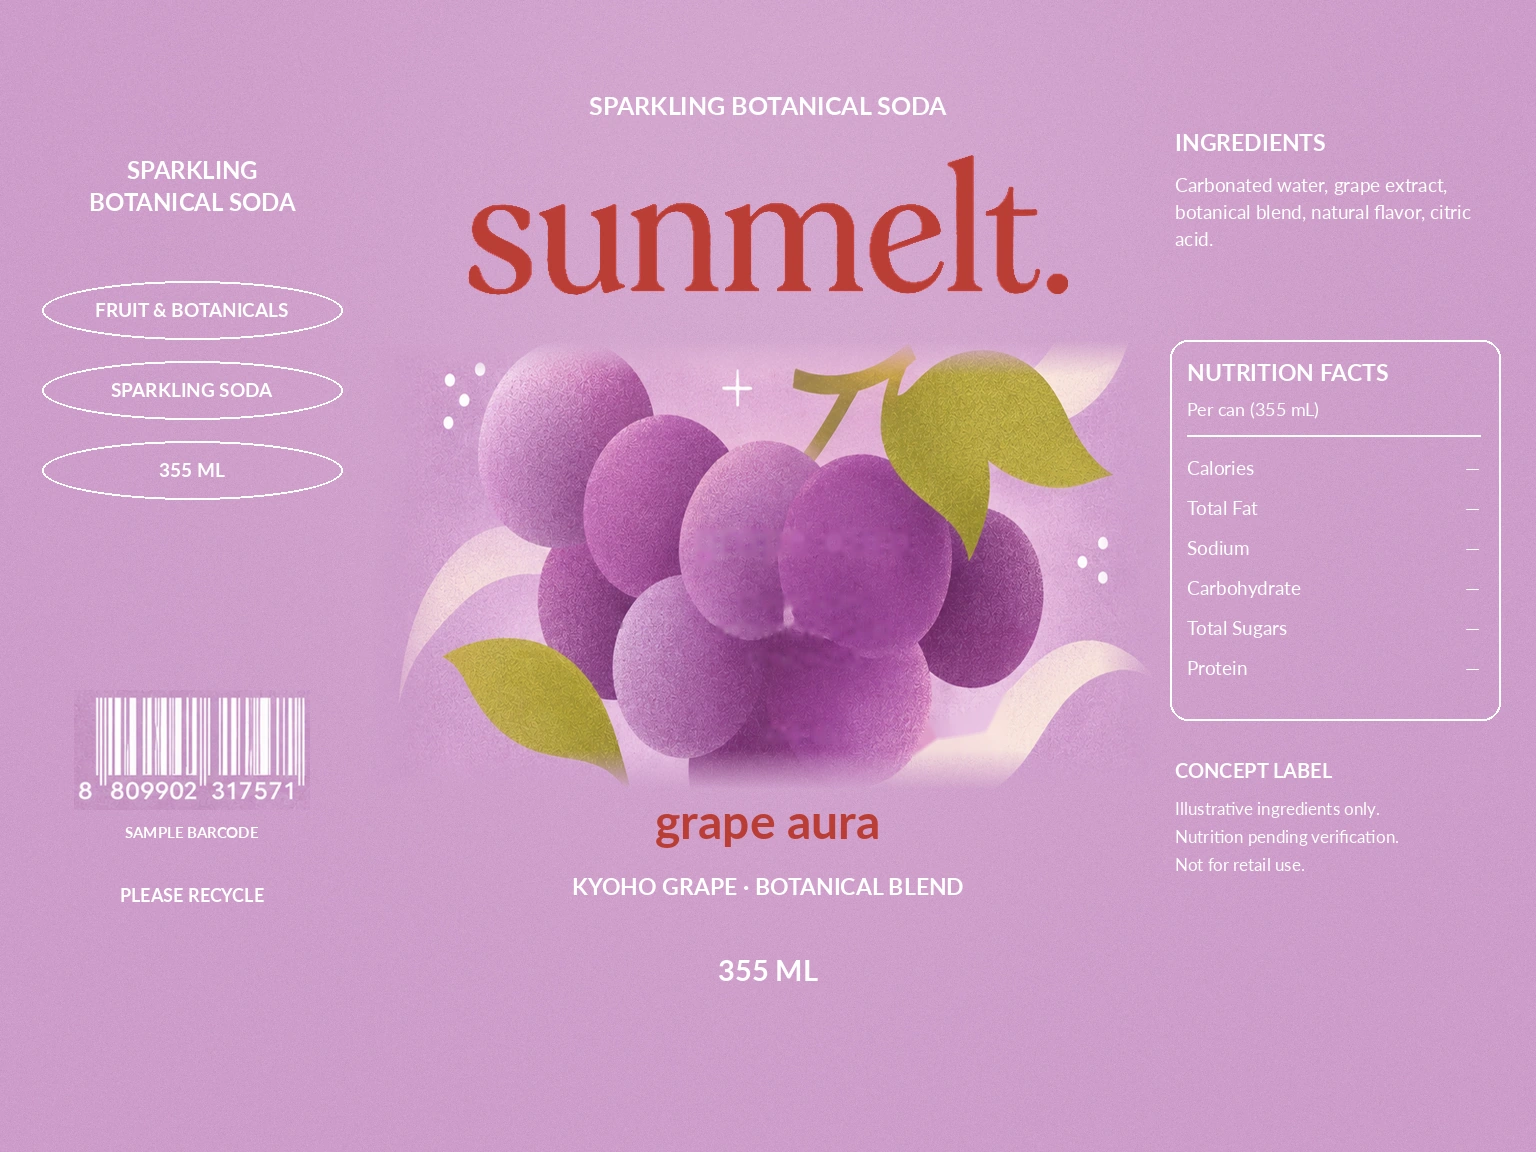 SPARKLING
BOTANICAL SODA
FRUIT & BOTANICALS
SPARKLING SODA
355 ML
8 809902 317571
SAMPLE BARCODE
PLEASE RECYCLE
SPARKLING BOTANICAL SODA
sunmelt.
grape aura
KYOHO GRAPE · BOTANICAL BLEND
355 ML
INGREDIENTS
Carbonated water, grape extract,
botanical blend, natural flavor, citric
acid.
NUTRITION FACTS
Per can (355 mL)
Calories —
Total Fat —
Sodium —
Carbohydrate —
Total Sugars —
Protein —
CONCEPT LABEL
Illustrative ingredients only.
Nutrition pending verification.
Not for retail use.